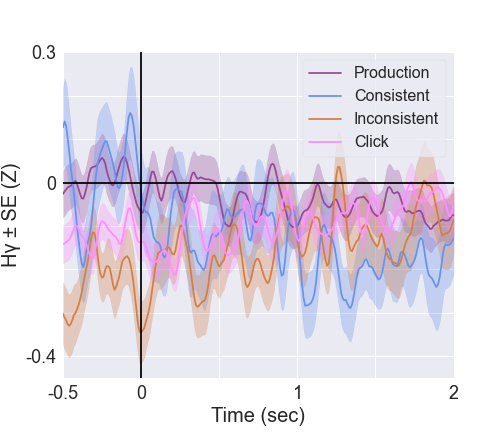 0.3
0
-0.4
Hγ ± SE (Z)
Production
Consistent
Inconsistent
Click
-0.5 0 1 2
Time (sec)